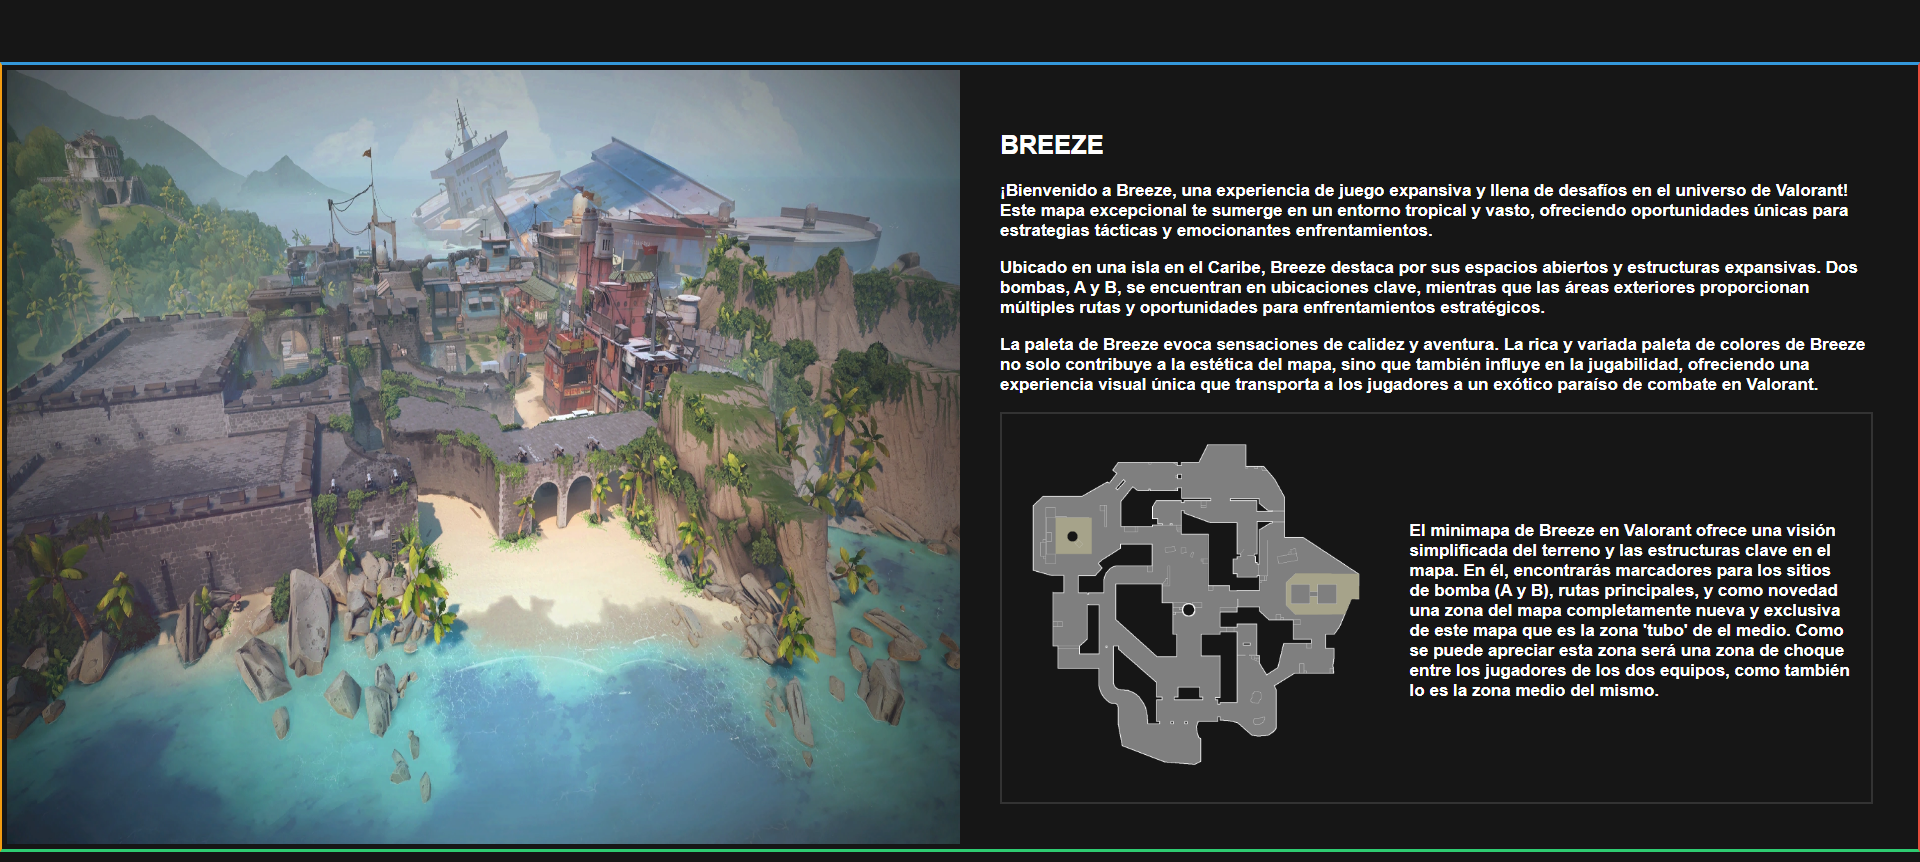 BREEZE
¡Bienvenido a Breeze, una experiencia de juego expansiva y llena de desafíos en el universo de Valorant!
Este mapa excepcional te sumerge en un entorno tropical y vasto, ofreciendo oportunidades únicas para
estrategias tácticas y emocionantes enfrentamientos.
Ubicado en una isla en el Caribe, Breeze destaca por sus espacios abiertos y estructuras expansivas. Dos
bombas, A y B, se encuentran en ubicaciones clave, mientras que las áreas exteriores proporcionan
múltiples rutas y oportunidades para enfrentamientos estratégicos.
La paleta de Breeze evoca sensaciones de calidez y aventura. La rica y variada paleta de colores de Breeze
no solo contribuye a la estética del mapa, sino que también influye en la jugabilidad, ofreciendo una
experiencia visual única que transporta a los jugadores a un exótico paraíso de combate en Valorant.
El minimapa de Breeze en Valorant ofrece una visión
simplificada del terreno y las estructuras clave en el
mapa. En él, encontrarás marcadores para los sitios
de bomba (A y B), rutas principales, y como novedad
una zona del mapa completamente nueva y exclusiva
de este mapa que es la zona 'tubo' de el medio. Como
se puede apreciar esta zona será una zona de choque
entre los jugadores de los dos equipos, como también
lo es la zona medio del mismo.